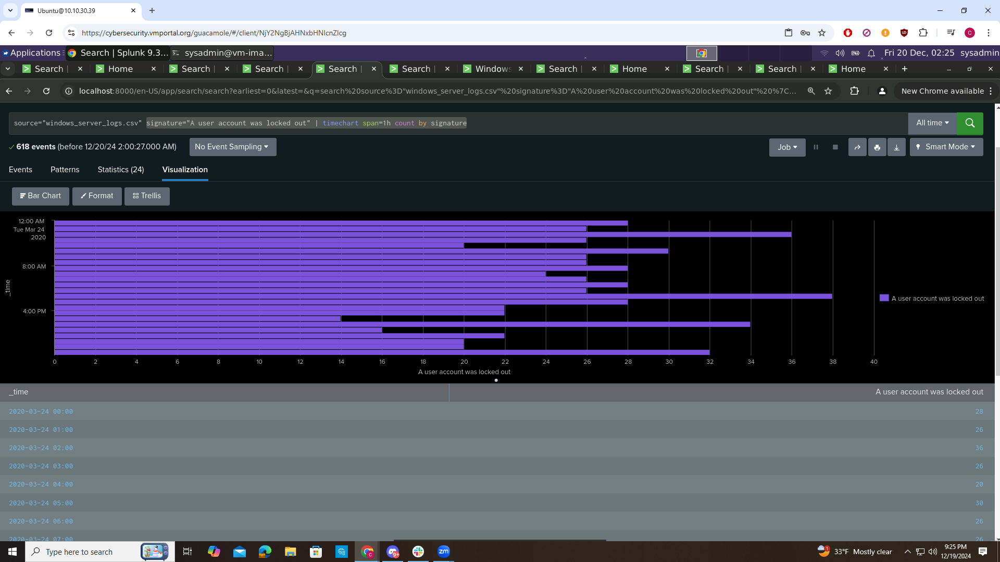 Ubuntu@10.10.30.39
https://cybersecurity.vmportal.org/guacamole/#/client/NjY2NgBjAHNxbHNlcnZlcg
Applications
Search | Splunk 9.3...
sysadmin@vm-ima...
Fri 20 Dec, 02:25 sysadmin
Search | Home Search | Search | Search | Search | Windows Search | Home Search | Search | Home
localhost:8000/en-US/app/search/search?earliest=0&latest=&q=search%20source%3D"windows_server_logs.csv"%20signature%3D"A%20user%20account%20was%20locked%20out"%20%7C...
New Chrome available
source="windows_server_logs.csv" signature="A user account was locked out" | timechart span=1h count by signature
All time
618 events (before 12/20/24 2:00:27.000 AM)
No Event Sampling
Job
Smart Mode
Events Patterns Statistics (24) Visualization
Bar Chart Format Trellis
12:00 AM
Tue Mar 24
2020
8:00 AM
4:00 PM
_time
A user account was locked out
0 2 4 6 8 10 12 14 16 18 20 22 24 26 28 30 32 34 36 38 40
A user account was locked out
_time A user account was locked out
2020-03-24 00:00 28
2020-03-24 01:00 26
2020-03-24 02:00 36
2020-03-24 03:00 26
2020-03-24 04:00 20
2020-03-24 05:00 30
2020-03-24 06:00 26
2020-03-24 07:00 26
Type here to search
zm
9+
1
33°F Mostly clear
9:25 PM
12/19/2024